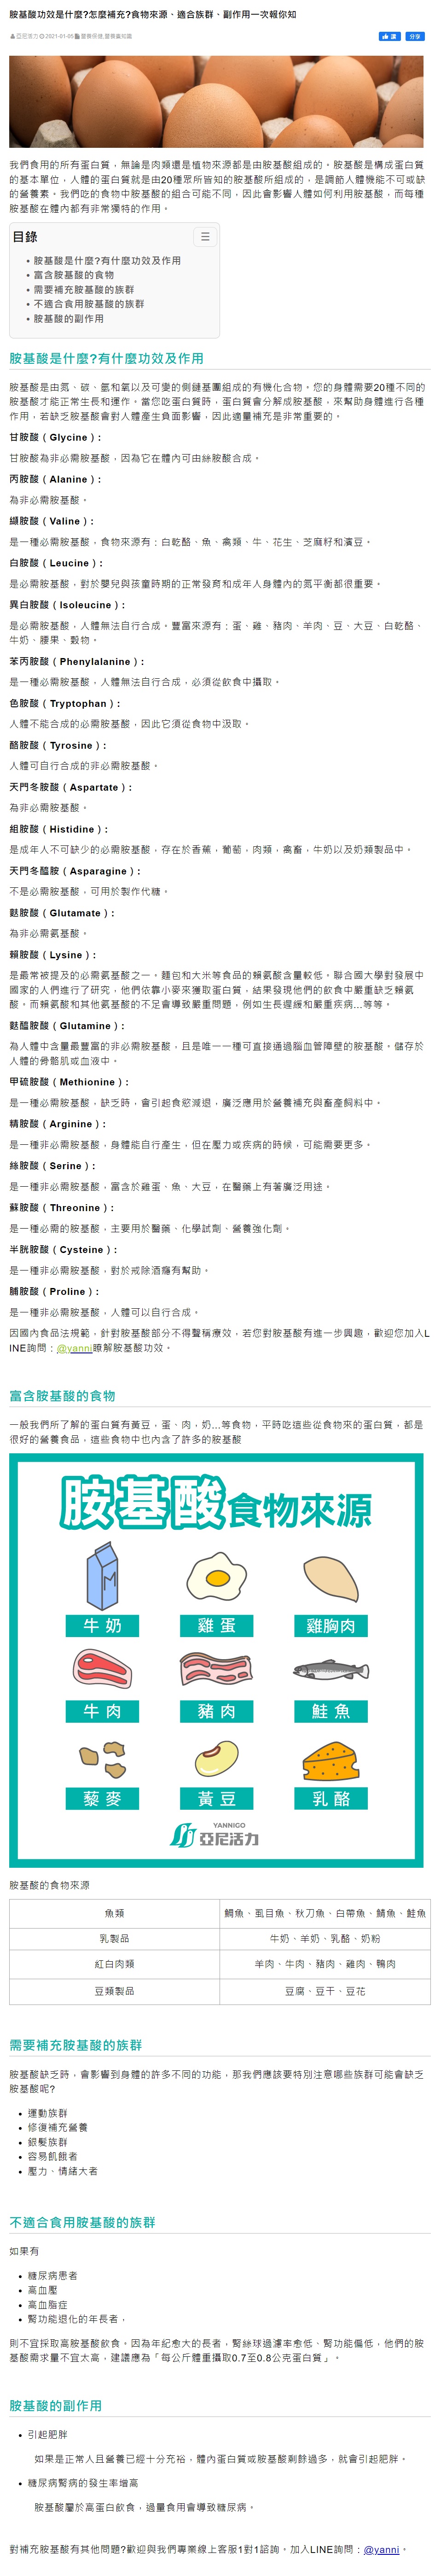 胺基酸功效是什麼?怎麼補充?食物來源、適合族群、副作用一次報你知
亞尼活力 2021-01-05 營養保健,營養龐知識
讚 分享
我們食用的所有蛋白質，無論是肉類還是植物來源都是由胺基酸組成的。胺基酸是構成蛋白質
的基本單位，人體的蛋白質就是由20種眾所皆知的胺基酸所組成的，是調節人體機能不可或缺
的營養素。我們吃的食物中胺基酸的組合可能不同，因此會影響人體如何利用胺基酸，而每種
胺基酸在體內都有非常獨特的作用。
目錄
• 胺基酸是什麼?有什麼功效及作用
• 富含胺基酸的食物
• 需要補充胺基酸的族群
• 不適合食用胺基酸的族群
• 胺基酸的副作用
胺基酸是什麼?有什麼功效及作用
胺基酸是由氮、碳、氫和氧以及可變的側鏈基團組成的有機化合物。您的身體需要20種不同的
胺基酸才能正常生長和運作。當您吃蛋白質時，蛋白質會分解成胺基酸，來幫助身體進行各種
作用，若缺乏胺基酸會對人體產生負面影響，因此適量補充是非常重要的。
甘胺酸（Glycine）:
甘胺酸為非必需胺基酸，因為它在體內可由絲胺酸合成。
丙胺酸（Alanine）:
為非必需胺基酸。
纈胺酸（Valine）:
是一種必需胺基酸，食物來源有：白乾酪、魚、禽類、牛、花生、芝麻籽和濱豆。
白胺酸（Leucine）:
是必需胺基酸，對於嬰兒與孩童時期的正常發育和成年人身體內的氮平衡都很重要。
異白胺酸（Isoleucine）:
是必需胺基酸，人體無法自行合成。豐富來源有：蛋、雞、豬肉、羊肉、豆、大豆、白乾酪、
牛奶、腰果、穀物。
苯丙胺酸（Phenylalanine）:
是一種必需胺基酸，人體無法自行合成，必須從飲食中攝取。
色胺酸（Tryptophan）:
人體不能合成的必需胺基酸，因此它須從食物中汲取。
酪胺酸（Tyrosine）:
人體可自行合成的非必需胺基酸。
天門冬胺酸（Aspartate）:
為非必需胺基酸。
組胺酸（Histidine）:
是成年人不可缺少的必需胺基酸，存在於香蕉，葡萄，肉類，禽畜，牛奶以及奶類製品中。
天門冬醯胺（Asparagine）:
不是必需胺基酸，可用於製作代糖。
麩胺酸（Glutamate）:
為非必需氨基酸。
賴胺酸（Lysine）:
是最常被提及的必需氨基酸之一。麵包和大米等食品的賴氨酸含量較低。聯合國大學對發展中
國家的人們進行了研究，他們依靠小麥來獲取蛋白質，結果發現他們的飲食中嚴重缺乏賴氨
酸。而賴氨酸和其他氨基酸的不足會導致嚴重問題，例如生長遲緩和嚴重疾病...等等。
麩醯胺酸（Glutamine）:
為人體中含量最豐富的非必需胺基酸，且是唯一一種可直接通過腦血管障壁的胺基酸。儲存於
人體的骨骼肌或血液中。
甲硫胺酸（Methionine）:
是一種必需胺基酸，缺乏時，會引起食慾減退，廣泛應用於營養補充與畜產飼料中。
精胺酸（Arginine）:
是一種非必需胺基酸，身體能自行產生，但在壓力或疾病的時候，可能需要更多。
絲胺酸（Serine）:
是一種非必需胺基酸，富含於雞蛋、魚、大豆，在醫藥上有著廣泛用途。
蘇胺酸（Threonine）:
是一種必需的胺基酸，主要用於醫藥、化學試劑、營養強化劑。
半胱胺酸（Cysteine）:
是一種非必需胺基酸，對於戒除酒癮有幫助。
脯胺酸（Proline）:
是一種非必需胺基酸，人體可以自行合成。
因國內食品法規範，針對胺基酸部分不得聲稱療效，若您對胺基酸有進一步興趣，歡迎您加入L
INE詢問：@yanni瞭解胺基酸功效。
富含胺基酸的食物
一般我們所了解的蛋白質有黃豆，蛋、肉，奶...等食物，平時吃這些從食物來的蛋白質，都是
很好的營養食品，這些食物中也內含了許多的胺基酸
胺基酸食物來源
牛奶 雞蛋 雞胸肉
牛肉 豬肉 鮭魚
藜麥 黃豆 乳酪
YANNIGO
亞尼活力
胺基酸的食物來源
魚類 鯛魚、虱目魚、秋刀魚、白帶魚、鯖魚、鮭魚
乳製品 牛奶、羊奶、乳酪、奶粉
紅白肉類 羊肉、牛肉、豬肉、雞肉、鴨肉
豆類製品 豆腐、豆干、豆花
需要補充胺基酸的族群
胺基酸缺乏時，會影響到身體的許多不同的功能，那我們應該要特別注意哪些族群可能會缺乏
胺基酸呢?
• 運動族群
• 修復補充營養
• 銀髮族群
• 容易飢餓者
• 壓力、情緒大者
不適合食用胺基酸的族群
如果有
• 糖尿病患者
• 高血壓
• 高血脂症
• 腎功能退化的年長者，
則不宜採取高胺基酸飲食。因為年紀愈大的長者，腎絲球過濾率愈低、腎功能偏低，他們的胺
基酸需求量不宜太高，建議應為「每公斤體重攝取0.7至0.8公克蛋白質」。
胺基酸的副作用
• 引起肥胖
如果是正常人且營養已經十分充裕，體內蛋白質或胺基酸剩餘過多，就會引起肥胖。
• 糖尿病腎病的發生率增高
胺基酸屬於高蛋白飲食，過量食用會導致糖尿病。
對補充胺基酸有其他問題?歡迎與我們專業線上客服1對1諮詢。加入LINE詢問：@yanni。